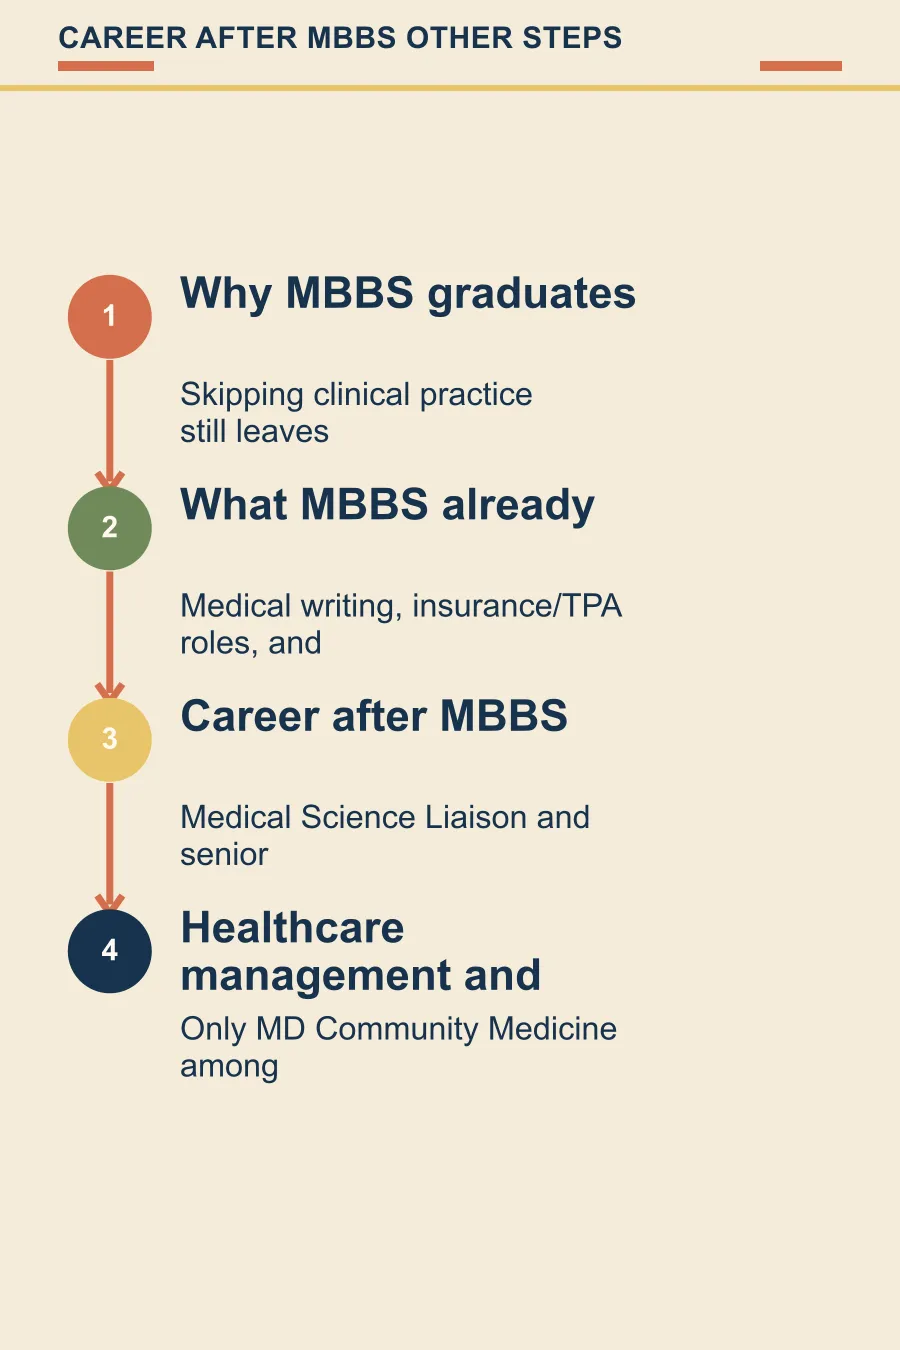 CAREER AFTER MBBS OTHER STEPS
1
Why MBBS graduates
Skipping clinical practice
still leaves
2
What MBBS already
Medical writing, insurance/TPA
roles, and
3
Career after MBBS
Medical Science Liaison and
senior
4
Healthcare
management and
Only MD Community Medicine
among